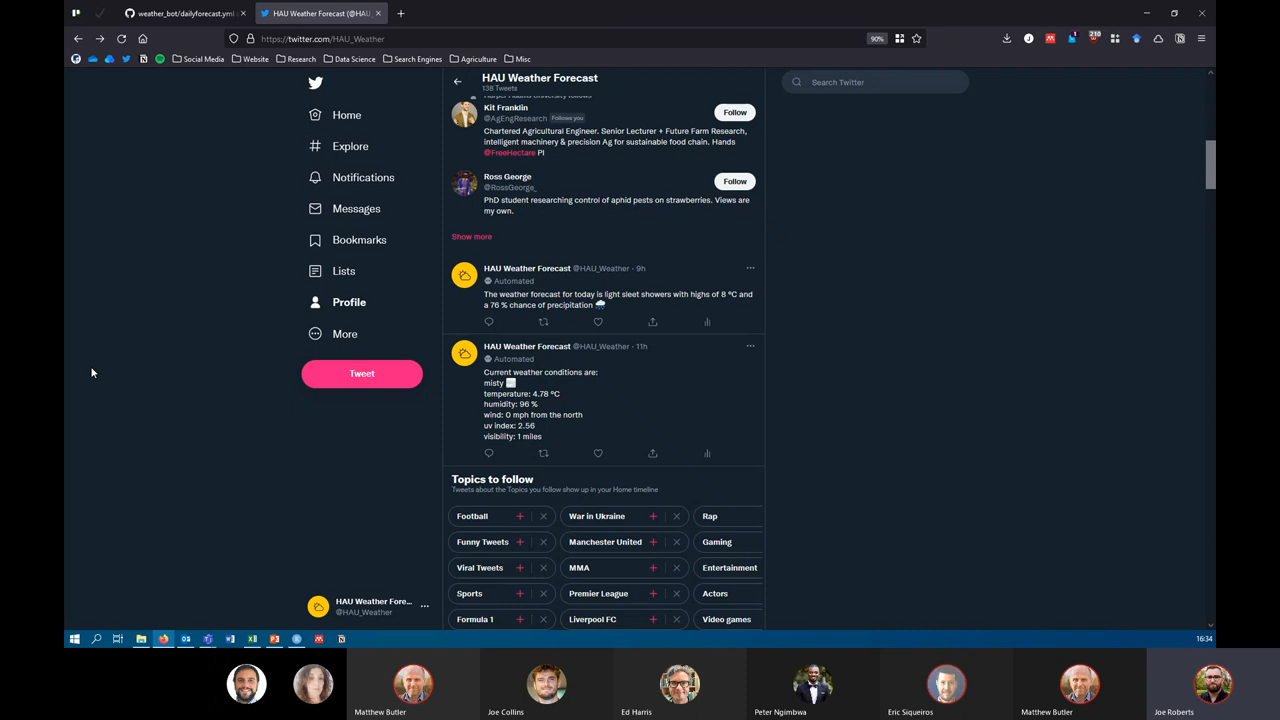 weather_bot/dailyforecast.yml
HAU Weather Forecast (@HAU_
https://twitter.com/HAU_Weather
90%
210
Social Media
Website
Research
Data Science
Search Engines
Agriculture
Misc
HAU Weather Forecast
138 Tweets
Search Twitter
Home
Explore
Notifications
Messages
Bookmarks
Lists
Profile
More
Tweet
Kit Franklin
@AgEngResearch Follows you
Follow
Chartered Agricultural Engineer. Senior Lecturer + Future Farm Research,
intelligent machinery & precision Ag for sustainable food chain. Hands
@FreeHectare PI
Ross George
@RossGeorge_
Follow
PhD student researching control of aphid pests on strawberries. Views are
my own.
Show more
HAU Weather Forecast @HAU_Weather · 9h
Automated
The weather forecast for today is light sleet showers with highs of 8 ºC and
a 76 % chance of precipitation
HAU Weather Forecast @HAU_Weather · 11h
Automated
Current weather conditions are:
misty
temperature: 4.78 ºC
humidity: 96 %
wind: 0 mph from the north
uv index: 2.56
visibility: 1 miles
Topics to follow
Tweets about the Topics you follow show up in your Home timeline
Football
War in Ukraine
Rap
Funny Tweets
Manchester United
Gaming
Viral Tweets
MMA
Entertainment
Sports
Premier League
Actors
Formula 1
Liverpool FC
Video games
HAU Weather Fore...
@HAU_Weather
16:34
Matthew Butler
Joe Collins
Ed Harris
Peter Ngimbwa
Eric Siqueiros
Matthew Butler
Joe Roberts